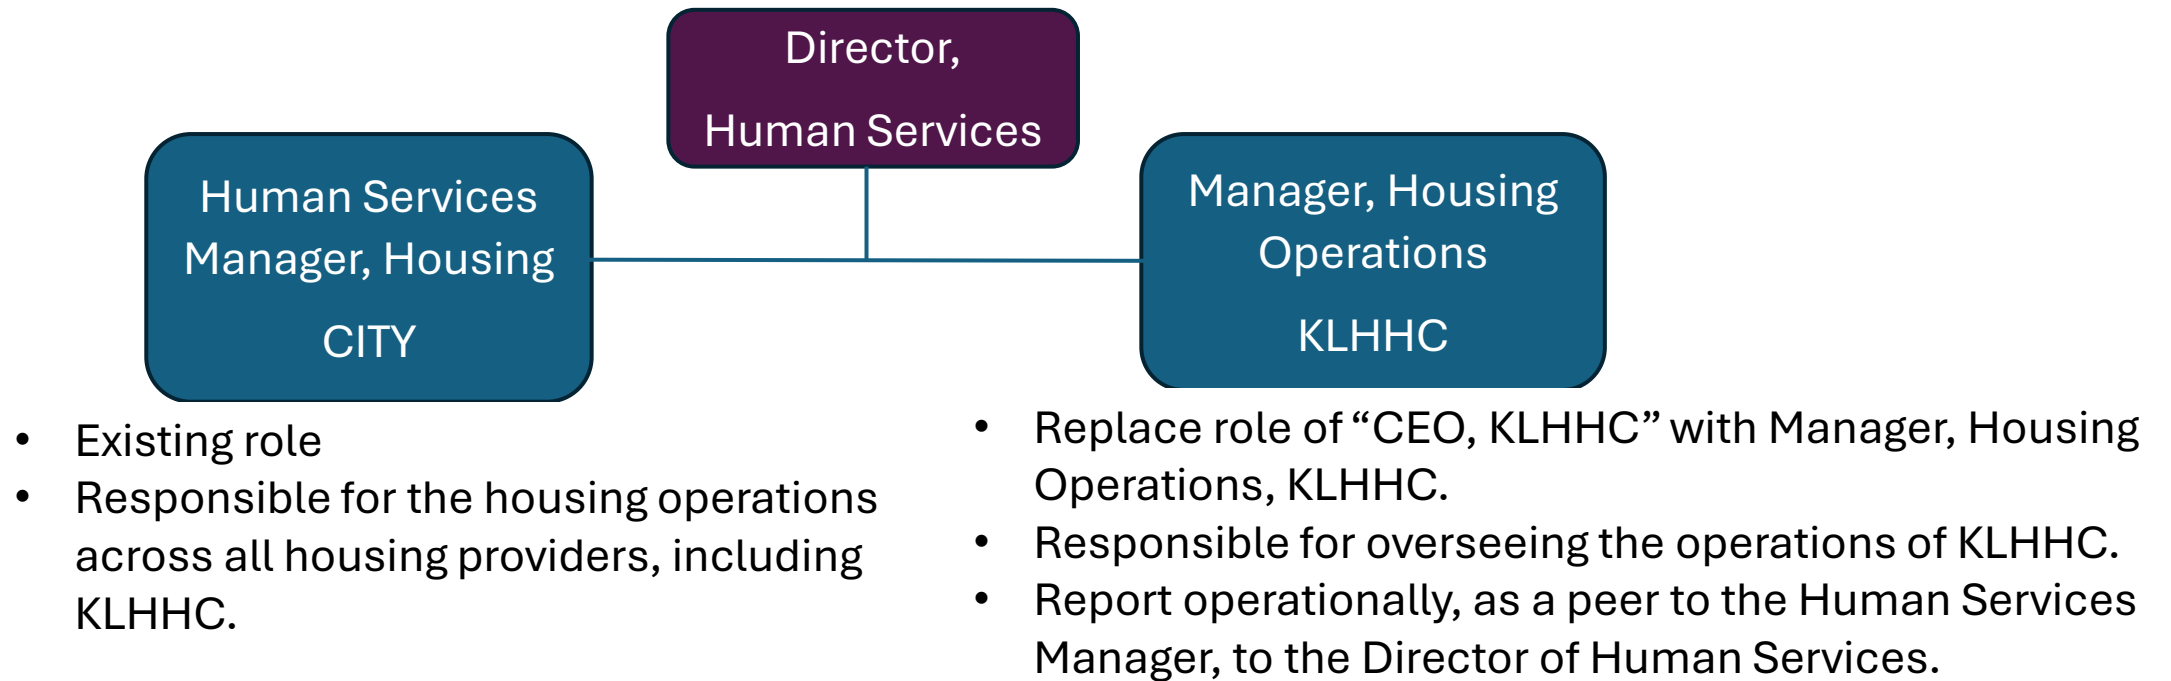 Director,
Human Services
Human Services
Manager, Housing
CITY
Manager, Housing
Operations
KLHHC
• Existing role
• Responsible for the housing operations
across all housing providers, including
KLHHC.
• Replace role of “CEO, KLHHC” with Manager, Housing
Operations, KLHHC.
• Responsible for overseeing the operations of KLHHC.
• Report operationally, as a peer to the Human Services
Manager, to the Director of Human Services.